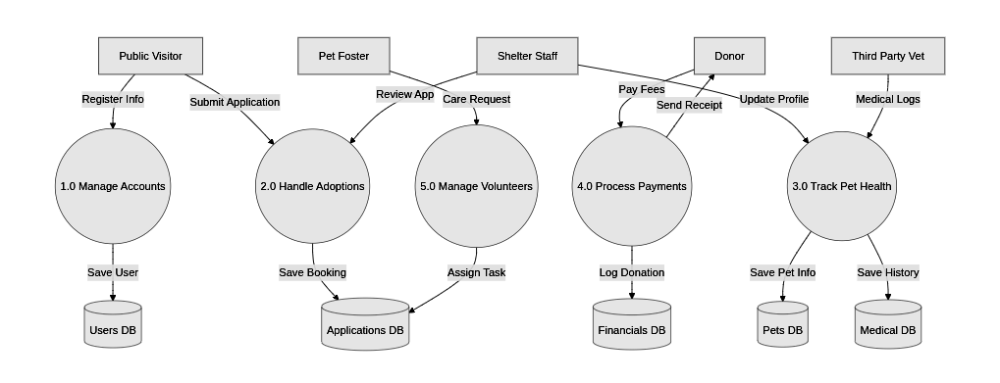 Public Visitor
Pet Foster
Shelter Staff
Donor
Third Party Vet
Register Info
Submit Application
Review App
Care Request
Pay Fees
Send Receipt
Update Profile
Medical Logs
1.0 Manage Accounts
2.0 Handle Adoptions
5.0 Manage Volunteers
4.0 Process Payments
3.0 Track Pet Health
Save User
Save Booking
Assign Task
Log Donation
Save Pet Info
Save History
Users DB
Applications DB
Financials DB
Pets DB
Medical DB